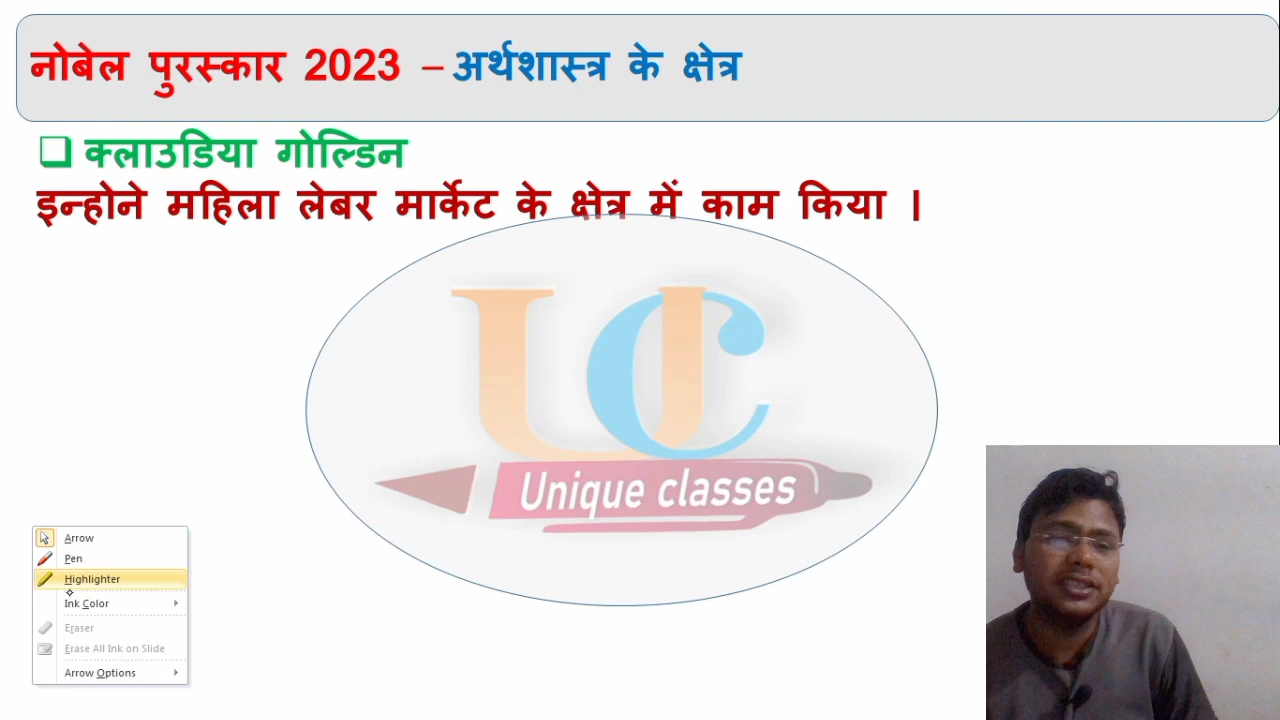 नोबेल पुरस्कार 2023 – अर्थशास्त्र के क्षेत्र
क्लाउडिया गोल्डिन
इन्होने महिला लेबर मार्केट के क्षेत्र में काम किया ।
UC
Unique classes
Arrow
Pen
Highlighter
Ink Color
Eraser
Erase All Ink on Slide
Arrow Options